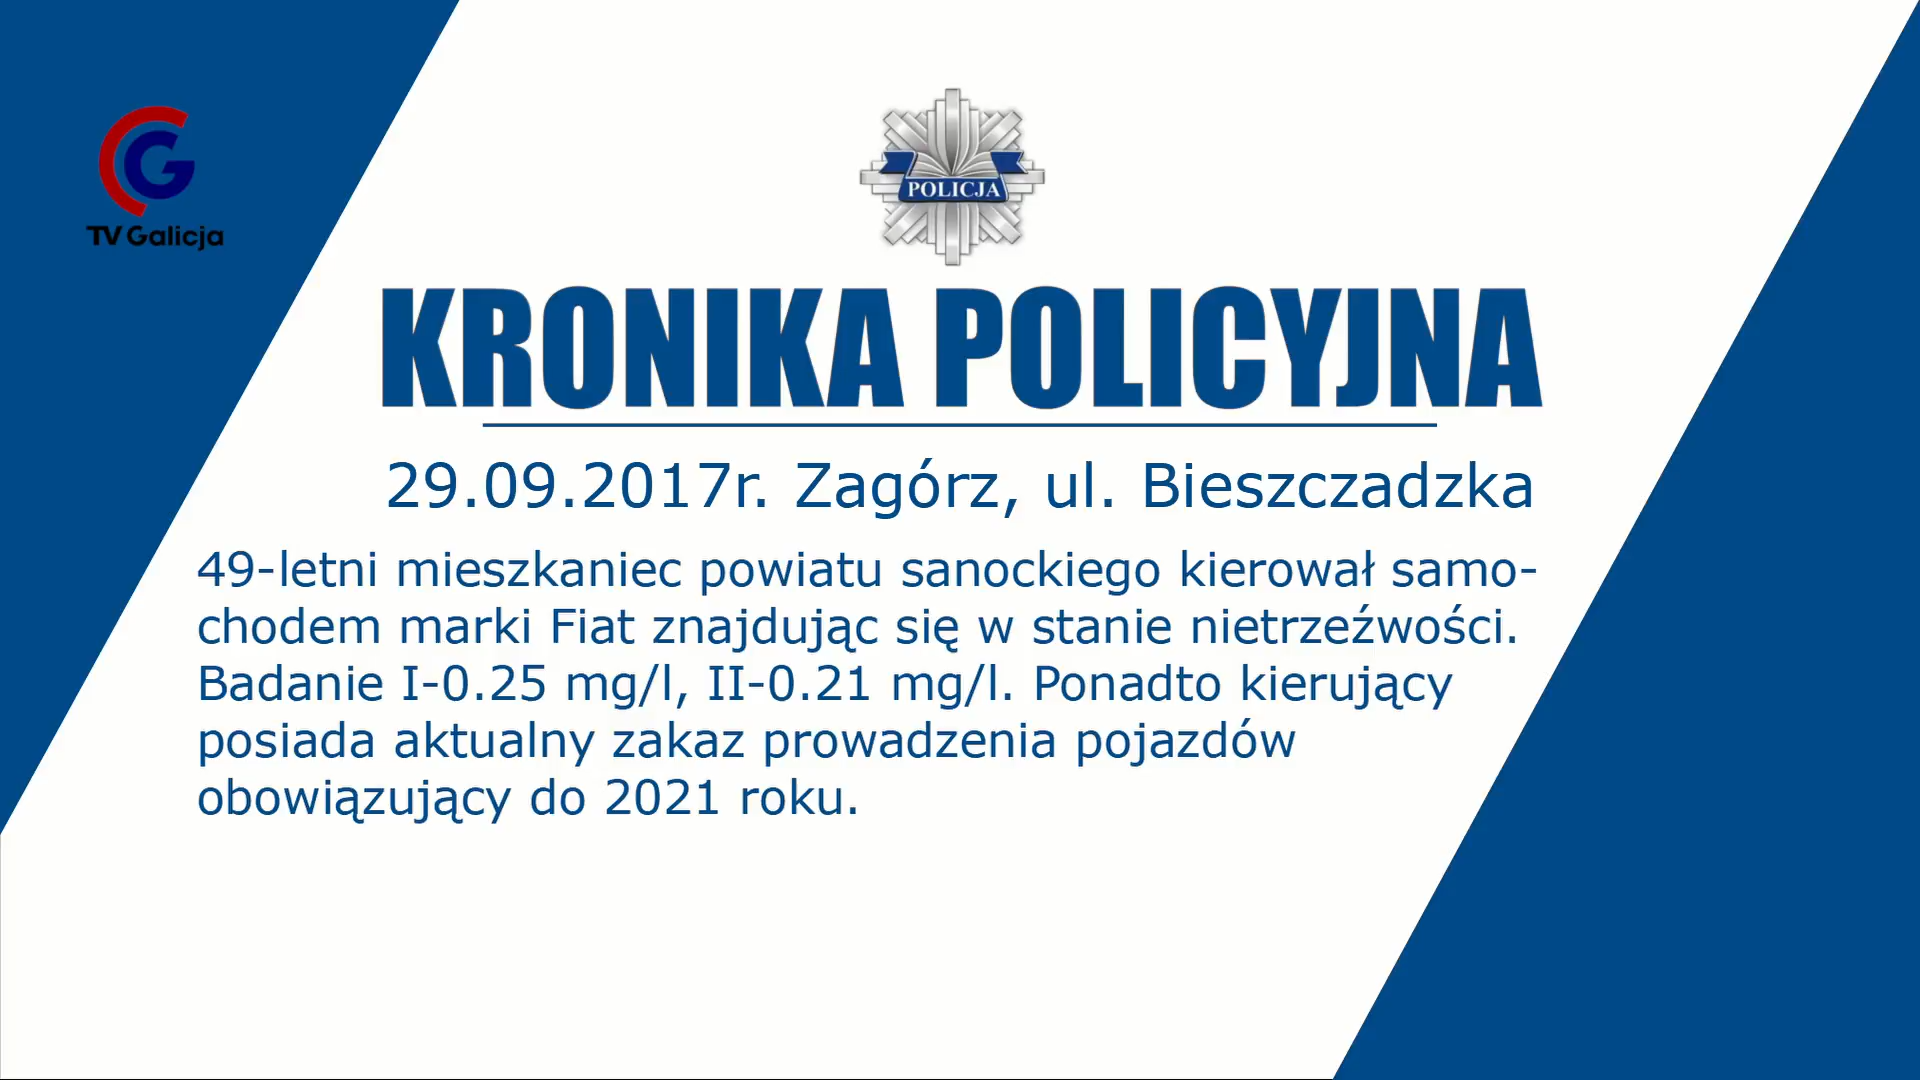 TV Galicja
POLICJA
KRONIKA POLICYJNA
29.09.2017r. Zagórz, ul. Bieszczadzka
49-letni mieszkaniec powiatu sanockiego kierował samo-
chodem marki Fiat znajdując się w stanie nietrzeźwości.
Badanie I-0.25 mg/l, II-0.21 mg/l. Ponadto kierujący
posiada aktualny zakaz prowadzenia pojazdów
obowiązujący do 2021 roku.